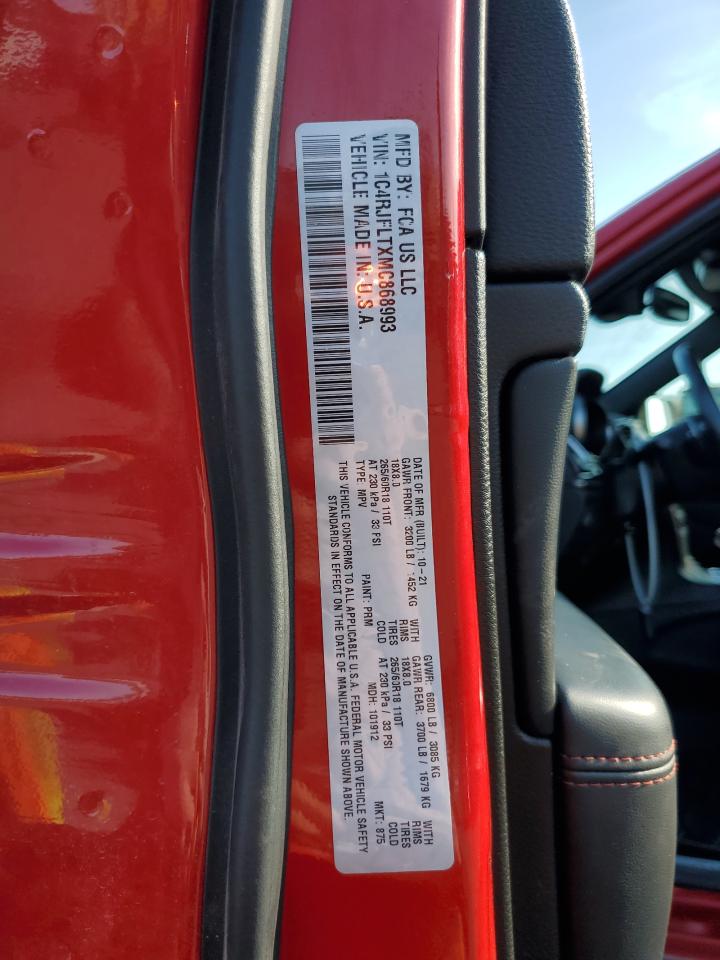 MFD BY: FCA US LLC
VIN: 1C4RJFLTXMC868993
VEHICLE MADE IN: U.S.A.
DATE OF MFR (BUILT): 10-21 GVWR: 6800 LB / 3085 KG
GAWR FRONT: 3200 LB / 1452 KG WITH GAWR REAR: 3700 LB / 1679 KG WITH
18X8.0 RIMS 18X8.0 RIMS
265/60R18 110T TIRES 265/60R18 110T TIRES
AT 230 kPa / 33 PSI COLD AT 230 kPa / 33 PSI COLD
TYPE: MPV PAINT: PRM MDH: 101912 MKT: 875
THIS VEHICLE CONFORMS TO ALL APPLICABLE U.S.A. FEDERAL MOTOR VEHICLE SAFETY
STANDARDS IN EFFECT ON THE DATE OF MANUFACTURE SHOWN ABOVE.